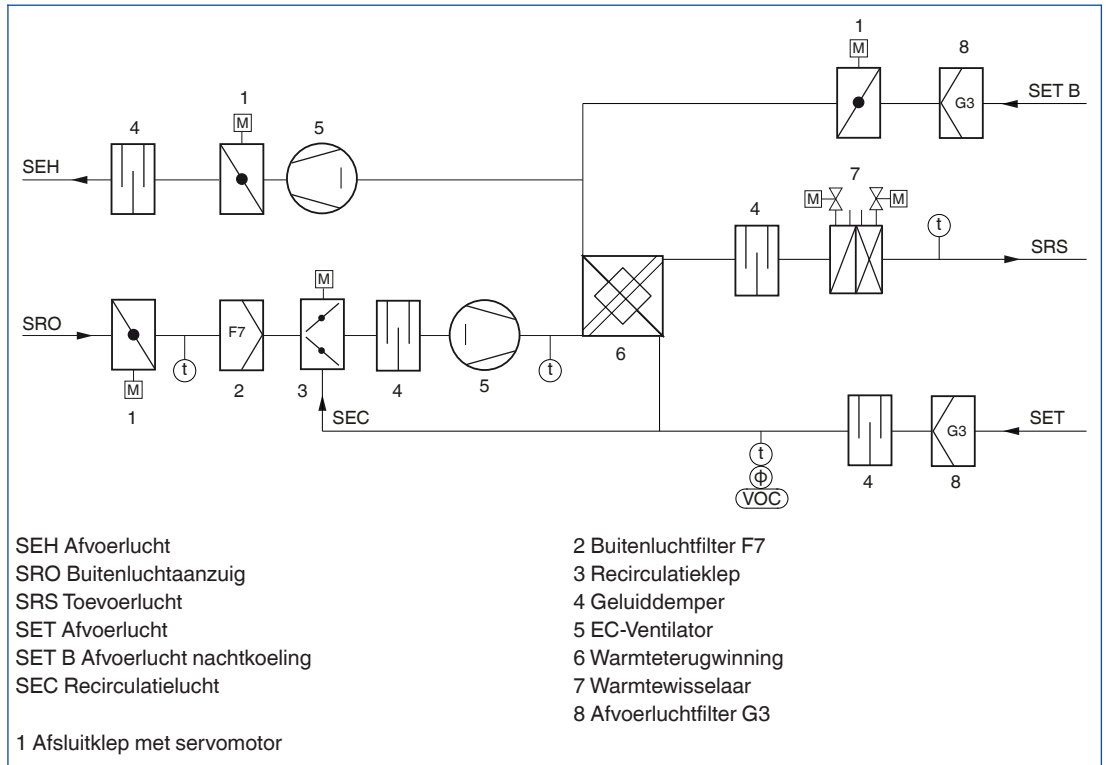 1
M
8
G3
SET B
4
1
M
5
SEH
7
M
M
4
t
SRS
M
SRO
F7
t
M
1
2
3
4
5
t
6
SEC
G3
SET
t
Φ
VOC
4
8
SEH Afvoerlucht
SRO Buitenluchtaanzuig
SRS Toevoerlucht
SET Afvoerlucht
SET B Afvoerlucht nachtkoeling
SEC Recirculatielucht
1 Afsluitklep met servomotor
2 Buitenluchtfilter F7
3 Recirculatieklep
4 Geluiddemper
5 EC-Ventilator
6 Warmteterugwinning
7 Warmtewisselaar
8 Afvoerluchtfilter G3